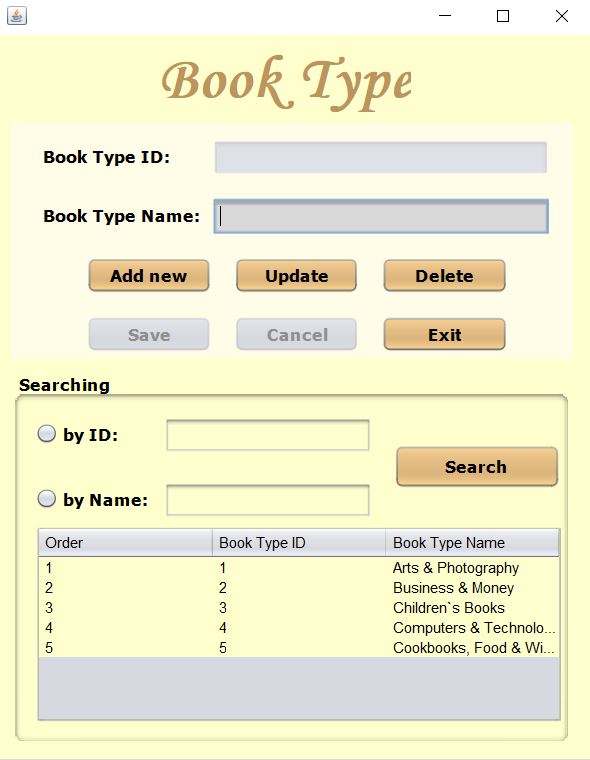 Book Type
Book Type ID:
Book Type Name:
Add new Update Delete
Save Cancel Exit
Searching
by ID:
Search
by Name:
Order Book Type ID Book Type Name
1 1 Arts & Photography
2 2 Business & Money
3 3 Children`s Books
4 4 Computers & Technolo...
5 5 Cookbooks, Food & Wi...